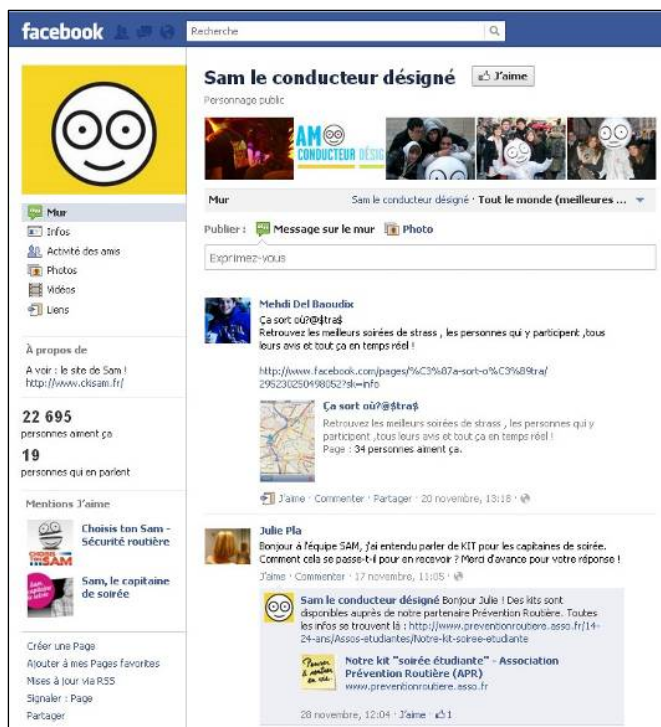 facebook
Recherche
Sam le conducteur désigné
J'aime
Personnage public
AM
CONDUCTEUR DÉSIG
Mur
Infos
Activité des amis
Photos
Vidéos
Liens
À propos de
A voir : le site de Sam !
http://www.ckisam.fr/
22 695
personnes aiment ça
19
personnes qui en parlent
Mentions J'aime
Choisis ton Sam -
Sécurité routière
CHOISIS
TON SAM
Sam, le capitaine
de soirée
Créer une Page
Ajouter à mes Pages favorites
Mises à jour via RSS
Signaler : Page
Partager
Mur
Sam le conducteur désigné · Tout le monde (meilleures ...
Publier : Message sur le mur Photo
Exprimez-vous
Mehdi Del Baoudix
Ça sort où?@$tra$
Retrouvez les meilleurs soirées de strass , les personnes qui y participent ,tous
leurs avis et tout ça en temps réel !
http://www.facebook.com/pages/%C3%87a-sort-o%C3%89tra/
295230250498052?sk=info
Ça sort où?@$tra$
Retrouvez les meilleurs soirées de strass , les personnes qui y
participent ,tous leurs avis et tout ça en temps réel !
Page : 34 personnes aiment ça.
J'aime · Commenter · Partager · 20 novembre, 13:18
Julie Pla
Bonjour à l'équipe SAM, j'ai entendu parler de KIT pour les capitaines de soirée.
Comment cela se passe-t-il pour en recevoir ? Merci d'avance pour votre réponse !
J'aime · Commenter · 17 novembre, 11:05
Sam le conducteur désigné Bonjour Julie ! Des kits sont
disponibles auprès de notre partenaire Prévention Routière. Toutes
les infos se trouvent là : http://www.preventionroutiere.asso.fr/14-
24-ans/Assos-etudiantes/Notre-kit-soiree-etudiante
Notre kit "soirée étudiante" - Association
Prévention Routière (APR)
www.preventionroutiere.asso.fr
28 novembre, 12:04 · J'aime · 1